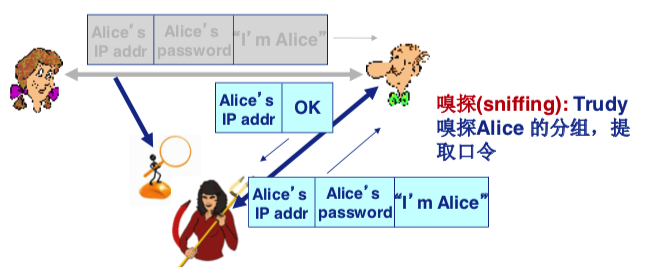 Alice’s
IP addr
Alice’s
password
“I’m Alice”
Alice’s
IP addr
OK
嗅探(sniffing): Trudy
嗅探Alice 的分组，提
取口令
Alice’s
IP addr
Alice’s
password
“I’m Alice”